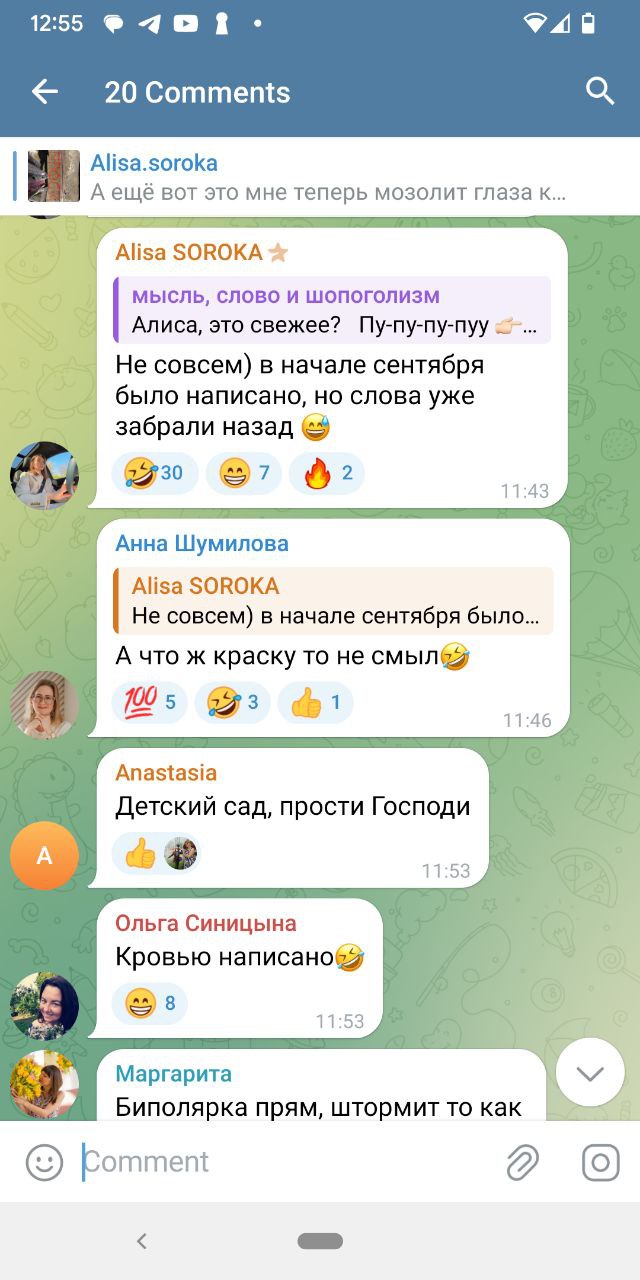 12:55
20 Comments
Alisa.soroka
А ещё вот это мне теперь мозолит глаза к...
Alisa SOROKA
мысль, слово и шопоголизм
Алиса, это свежее? Пу-пу-пу-пуу 👉🏻...
Не совсем) в начале сентября
было написано, но слова уже
забрали назад 😅
🤣 30 😁 7 🔥 2
11:43
Анна Шумилова
Alisa SOROKA
Не совсем) в начале сентября было...
А что ж краску то не смыл🤣
💯 5 🤣 3 👍 1
11:46
Anastasia
Детский сад, прости Господи
👍
11:53
A
Ольга Синицына
Кровью написано🤣
😁 8
11:53
Маргарита
Биполярка прям, штормит то как
Comment